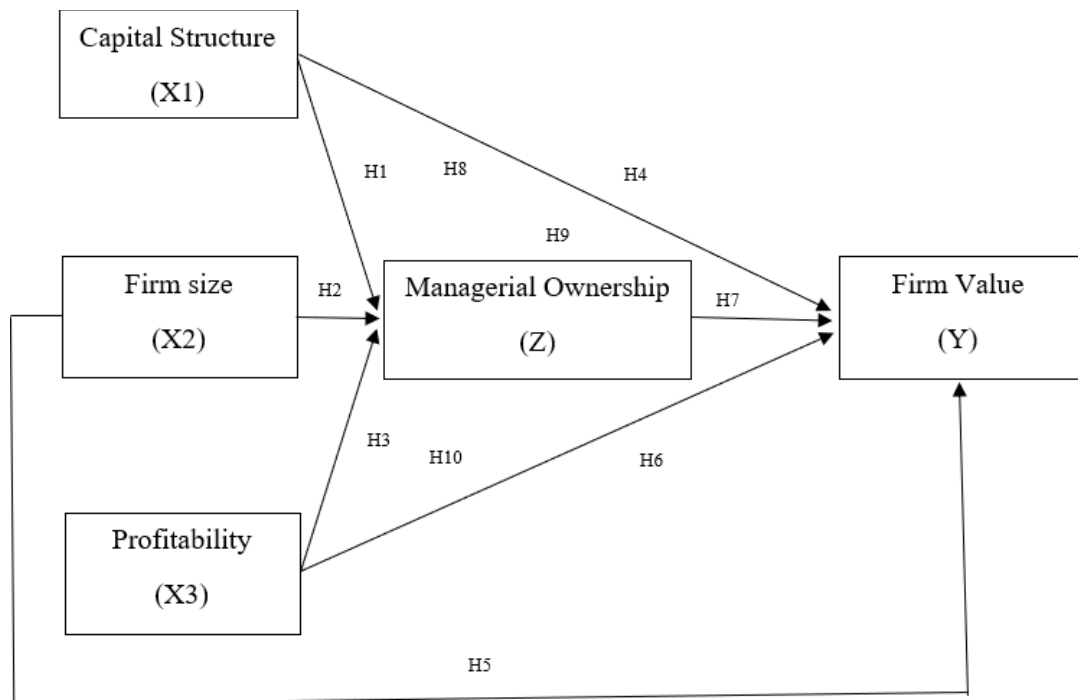 Capital Structure
(X1)
H1
H8
H4
H9
Firm size
(X2)
H2
Managerial Ownership
(Z)
H7
Firm Value
(Y)
H3
H10
H6
Profitability
(X3)
H5